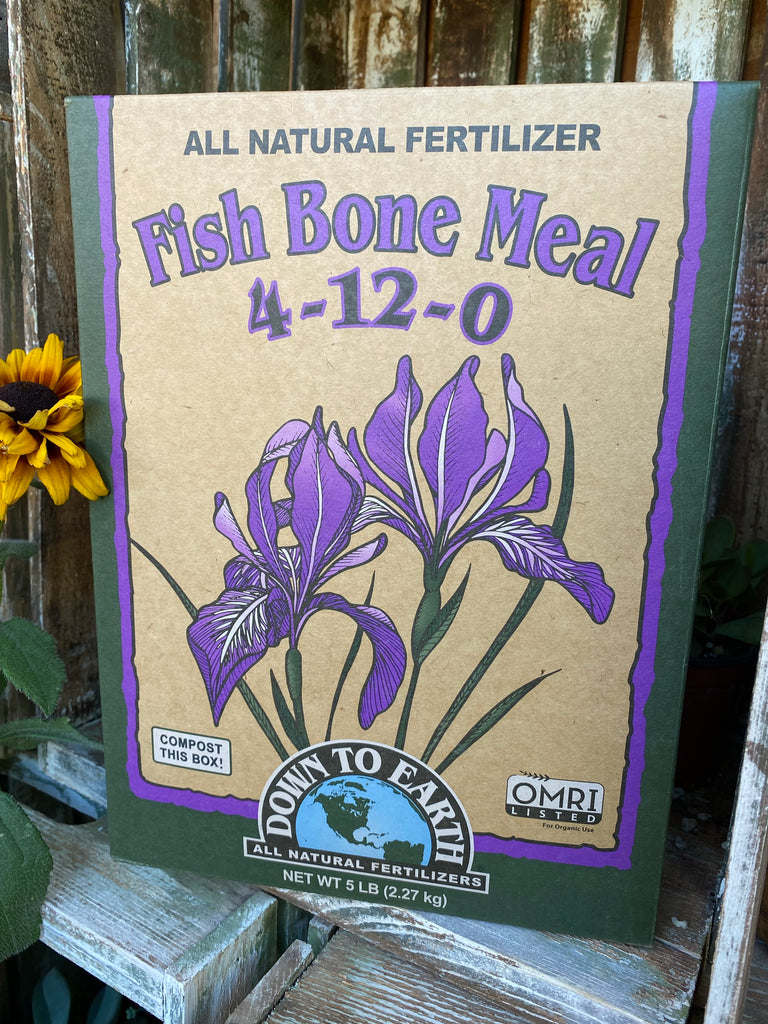 ALL NATURAL FERTILIZER
Fish Bone Meal
4-12-0
COMPOST
THIS BOX!
DOWN TO EARTH
ALL NATURAL FERTILIZERS
NET WT 5 LB (2.27 kg)
OMRI
LISTED
For Organic Use